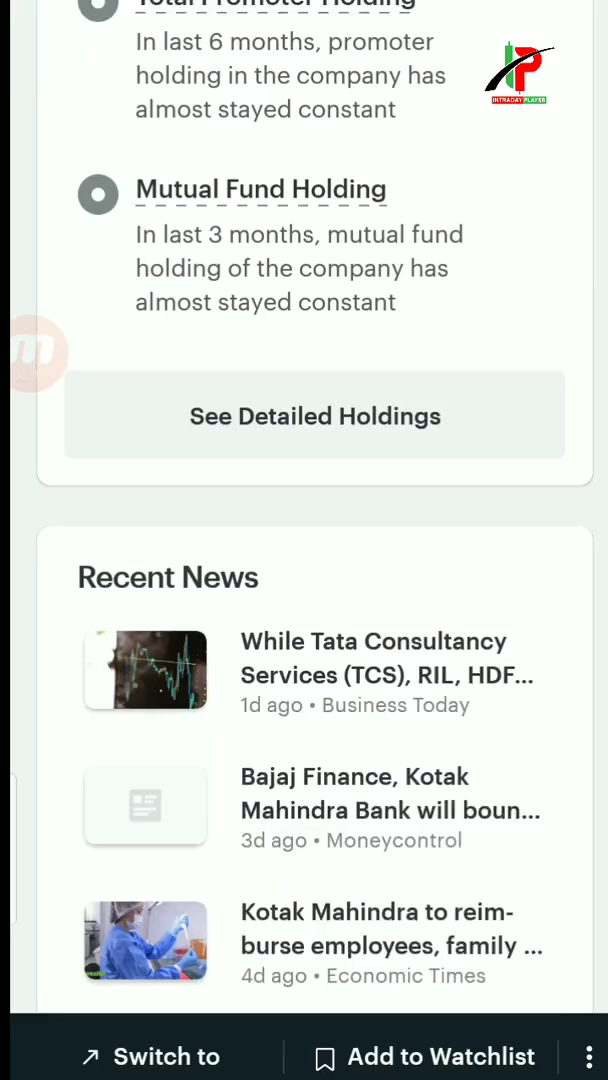 Total Promoter Holding
In last 6 months, promoter
holding in the company has
almost stayed constant
INTRADAY PLAYER
Mutual Fund Holding
In last 3 months, mutual fund
holding of the company has
almost stayed constant
See Detailed Holdings
Recent News
While Tata Consultancy
Services (TCS), RIL, HDF...
1d ago • Business Today
Bajaj Finance, Kotak
Mahindra Bank will boun...
3d ago • Moneycontrol
Kotak Mahindra to reim-
burse employees, family ...
4d ago • Economic Times
Switch to
Add to Watchlist